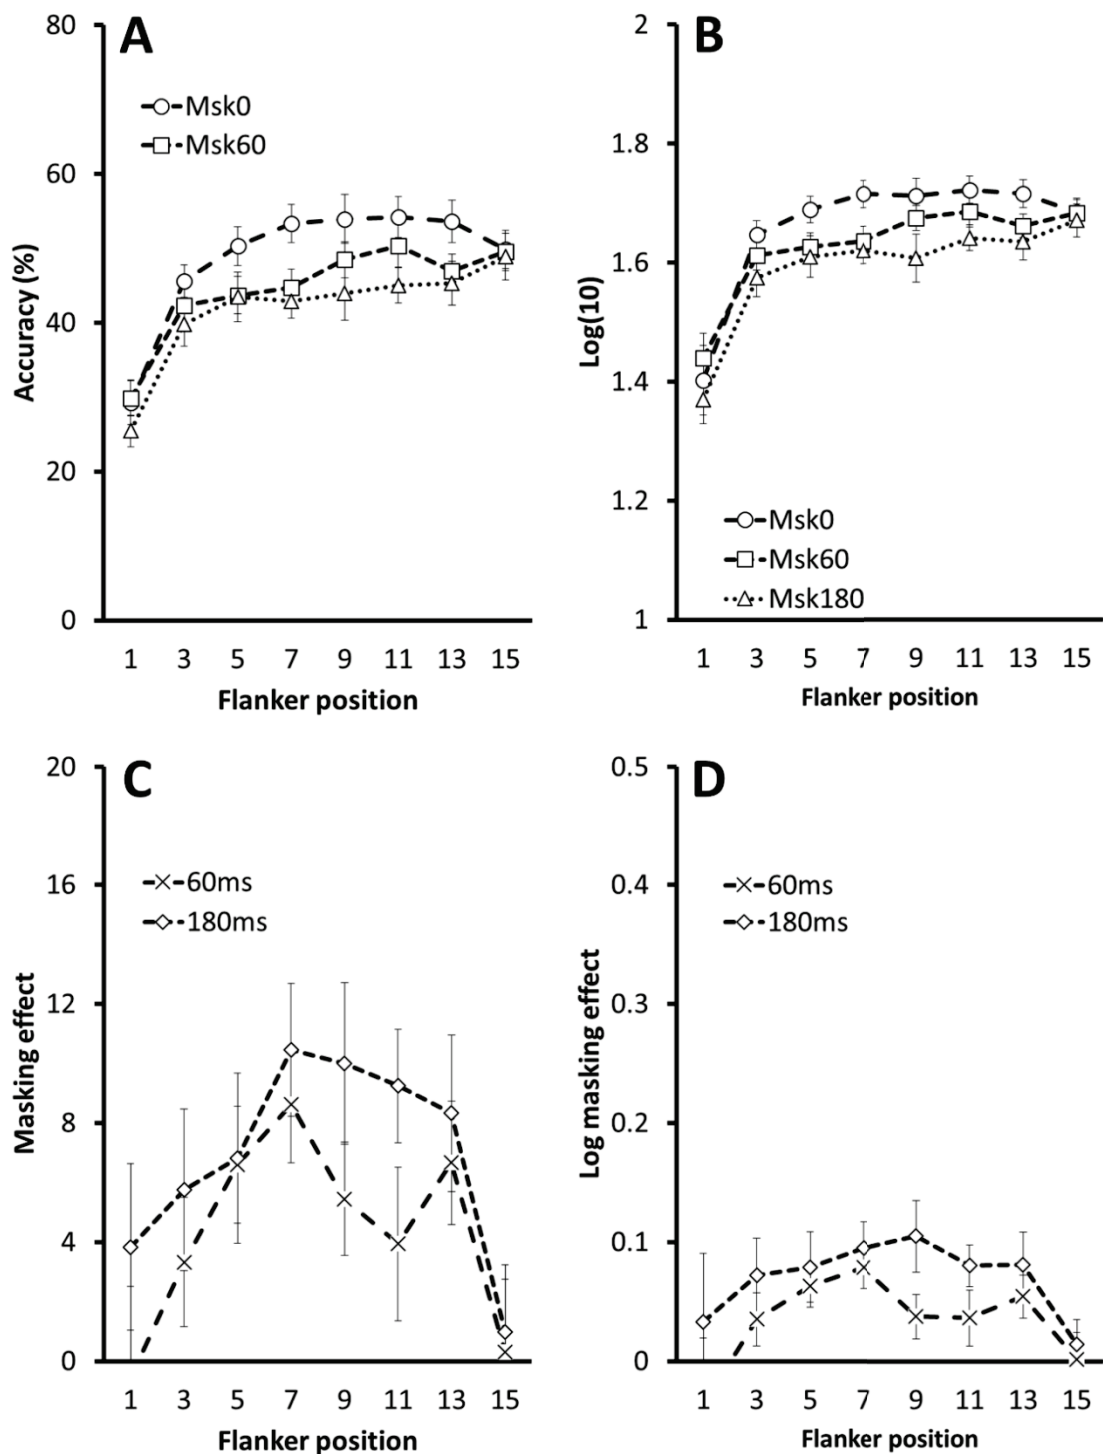 A
80
60
40
20
0
Accuracy (%)
Msk0
Msk60
1 3 5 7 9 11 13 15
Flanker position
B
2
1.8
1.6
1.4
1.2
1
Log(10)
Msk0
Msk60
Msk180
1 3 5 7 9 11 13 15
Flanker position
C
20
16
12
8
4
0
Masking effect
60ms
180ms
1 3 5 7 9 11 13 15
Flanker position
D
0.5
0.4
0.3
0.2
0.1
0
Log masking effect
60ms
180ms
1 3 5 7 9 11 13 15
Flanker position